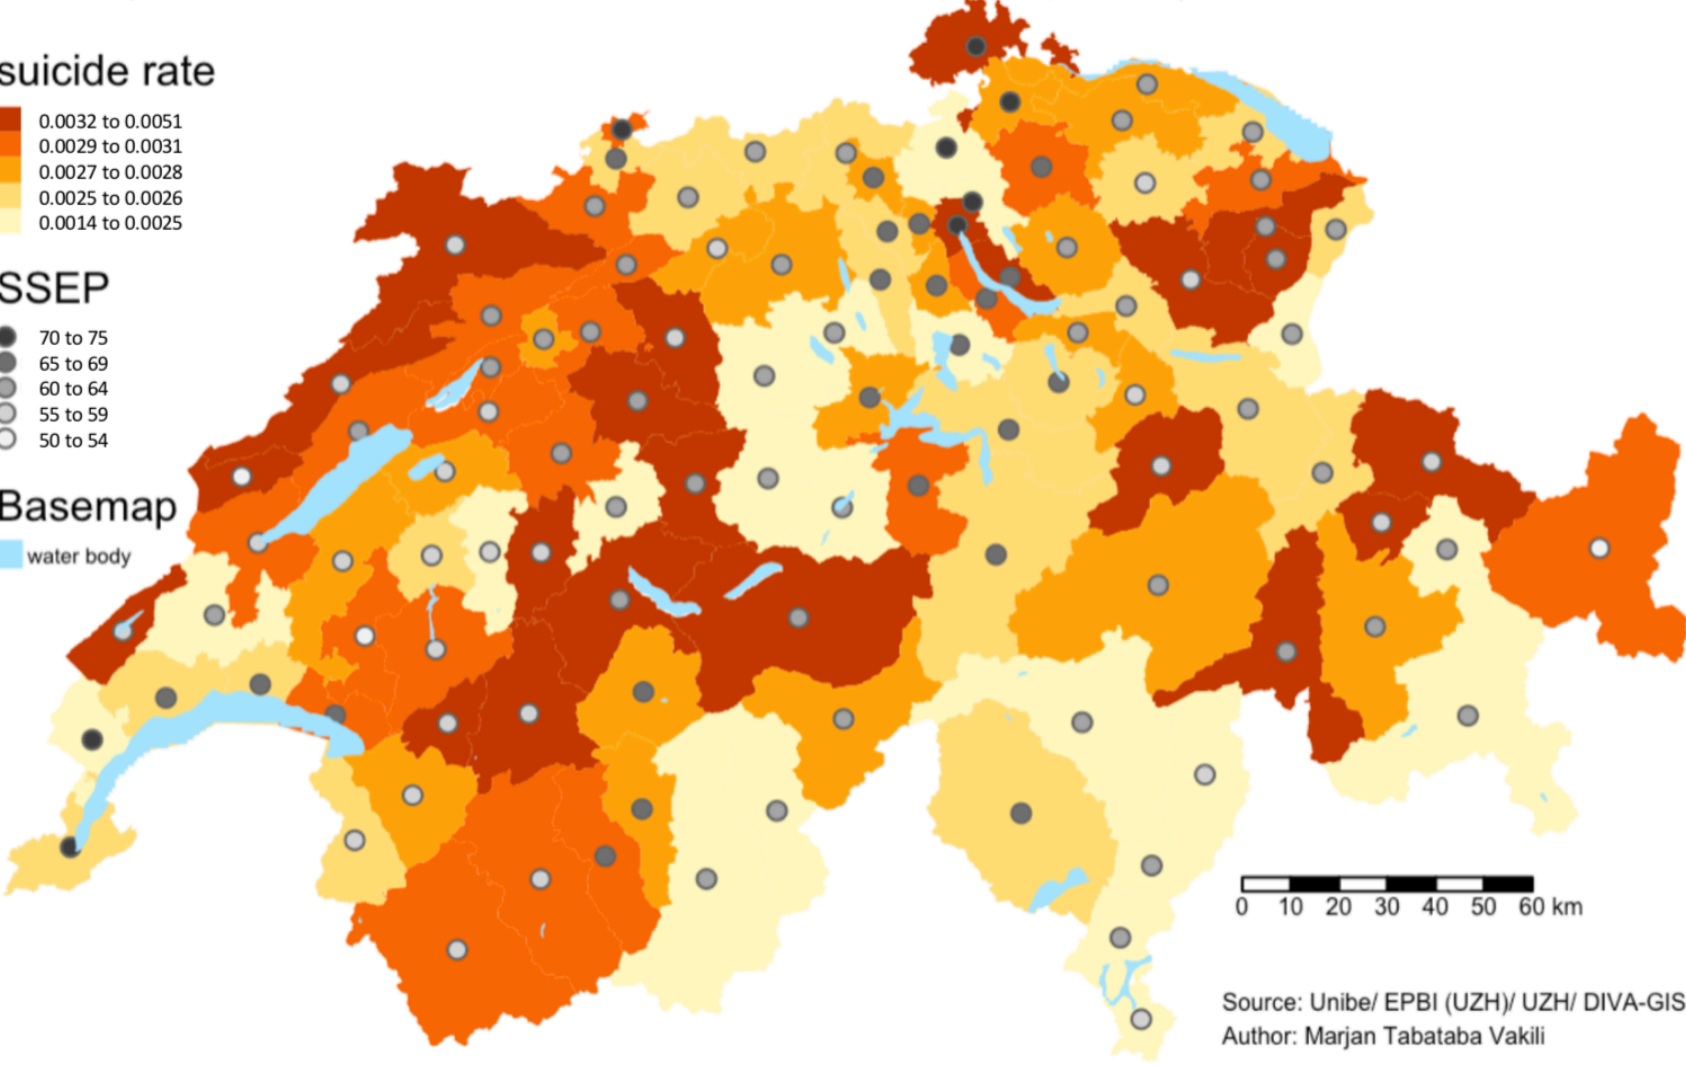 suicide rate
0.0032 to 0.0051
0.0029 to 0.0031
0.0027 to 0.0028
0.0025 to 0.0026
0.0014 to 0.0025
SSEP
70 to 75
65 to 69
60 to 64
55 to 59
50 to 54
Basemap
water body
0 10 20 30 40 50 60 km
Source: Unibe/ EPBI (UZH)/ UZH/ DIVA-GIS
Author: Marjan Tabataba Vakili